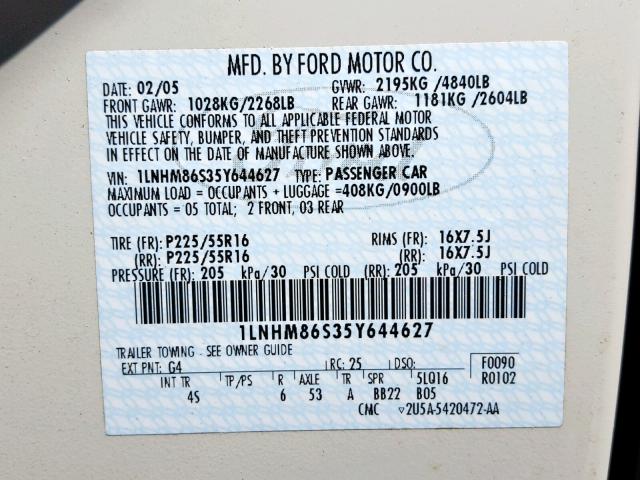 MFD. BY FORD MOTOR CO.
DATE: 02/05 GVWR: 2195KG /4840LB
FRONT GAWR: 1028KG/2268LB REAR GAWR: 1181KG /2604LB
THIS VEHICLE CONFORMS TO ALL APPLICABLE FEDERAL MOTOR
VEHICLE SAFETY, BUMPER, AND THEFT PREVENTION STANDARDS
IN EFFECT ON THE DATE OF MANUFACTURE SHOWN ABOVE.
VIN: 1LNHM86S35Y644627 TYPE: PASSENGER CAR
MAXIMUM LOAD = OCCUPANTS + LUGGAGE =408KG/0900LB
OCCUPANTS = 05 TOTAL; 2 FRONT, 03 REAR
TIRE (FR): P225/55R16 RIMS (FR): 16X7.5J
(RR): P225/55R16 (RR): 16X7.5J
PRESSURE (FR): 205 kPa/30 PSI COLD (RR): 205 kPa/30 PSI COLD
1LNHM86S35Y644627
TRAILER TOWING - SEE OWNER GUIDE
EXT PNT: G4 RC: 25 DSO: F0090
INT TR TP/PS R AXLE TR SPR 5LQ16 R0102
4S 6 53 A BB22 B05
CMC ▽2U5A-5420472-AA